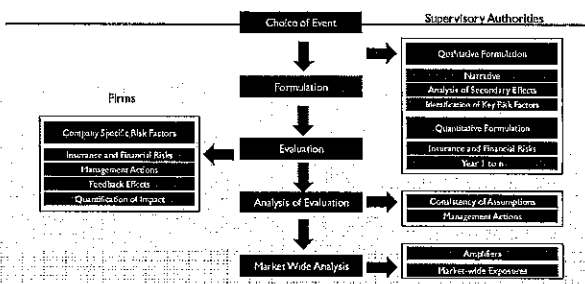 Choice of Event
Supervisory Authorities
Qualitative Formulation
Narrative
Analysis of Secondary Effects
Identification of Key Risk Factors
Quantitative Formulation
Insurance and Financial Risks
Year 1 to n
Formulation
Firms
Company Specific Risk Factors
Insurance and Financial Risks
Management Actions
Feedback Effects
Quantification of Impact
Evaluation
Analysis of Evaluation
Consistency of Assumptions
Management Actions
Market Wide Analysis
Amplifiers
Market-wide Exposures